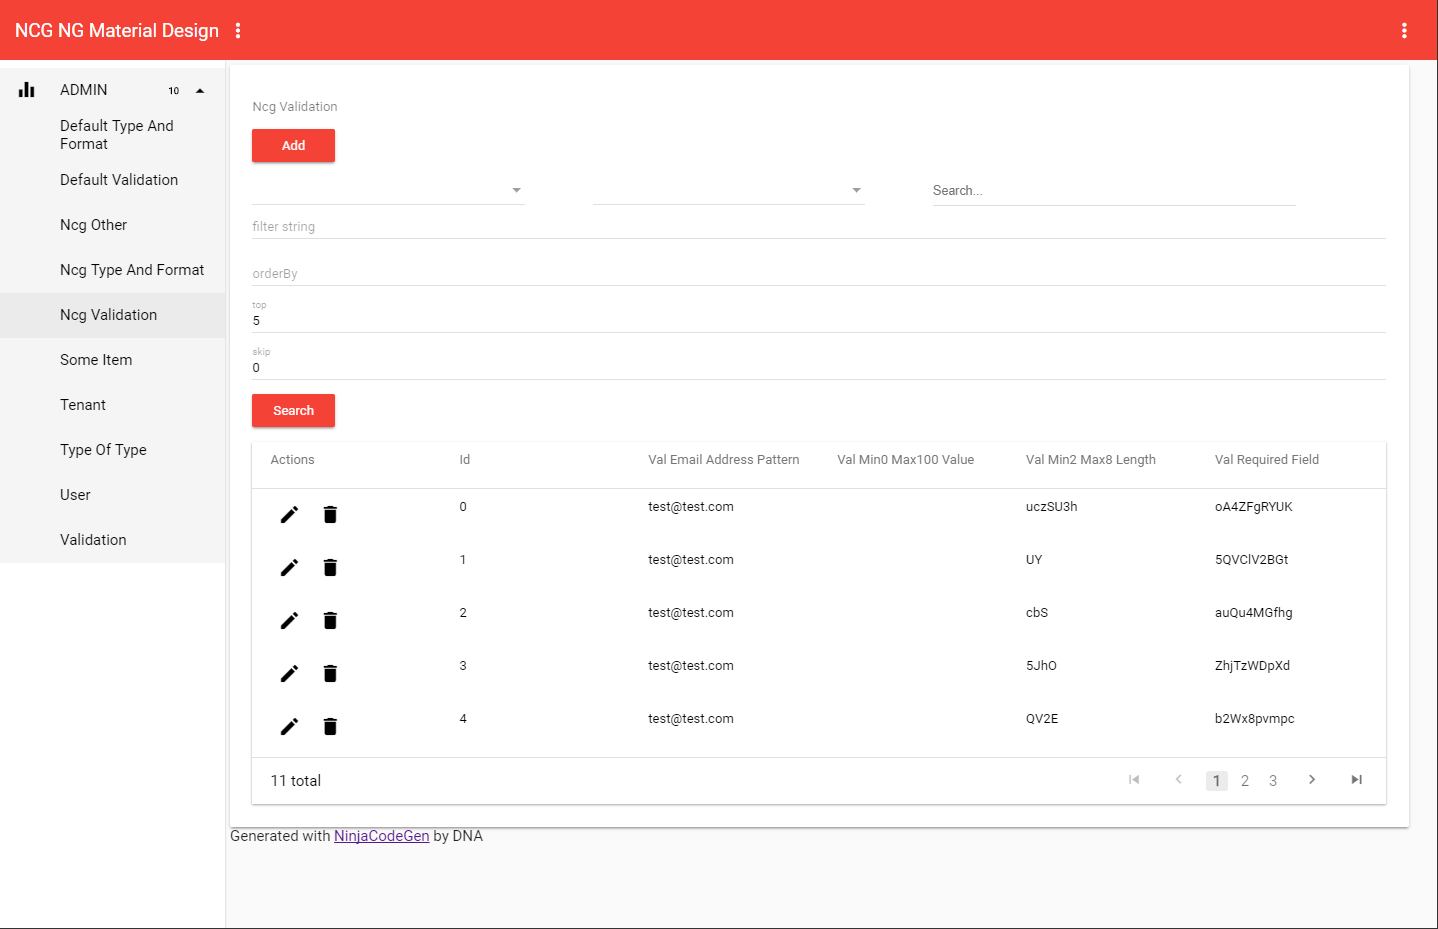 NCG NG Material Design
ADMIN 10
Default Type And
Format
Default Validation
Ncg Other
Ncg Type And Format
Ncg Validation
Some Item
Tenant
Type Of Type
User
Validation
Ncg Validation
Add
Search...
filter string
orderBy
top
5
skip
0
Search
Actions Id Val Email Address Pattern Val Min0 Max100 Value Val Min2 Max8 Length Val Required Field
0 test@test.com uczSU3h oA4ZFgRYUK
1 test@test.com UY 5QVClV2BGt
2 test@test.com cbS auQu4MGfhg
3 test@test.com 5JhO ZhjTzWDpXd
4 test@test.com QV2E b2Wx8pvmpc
11 total 1 2 3
Generated with NinjaCodeGen by DNA